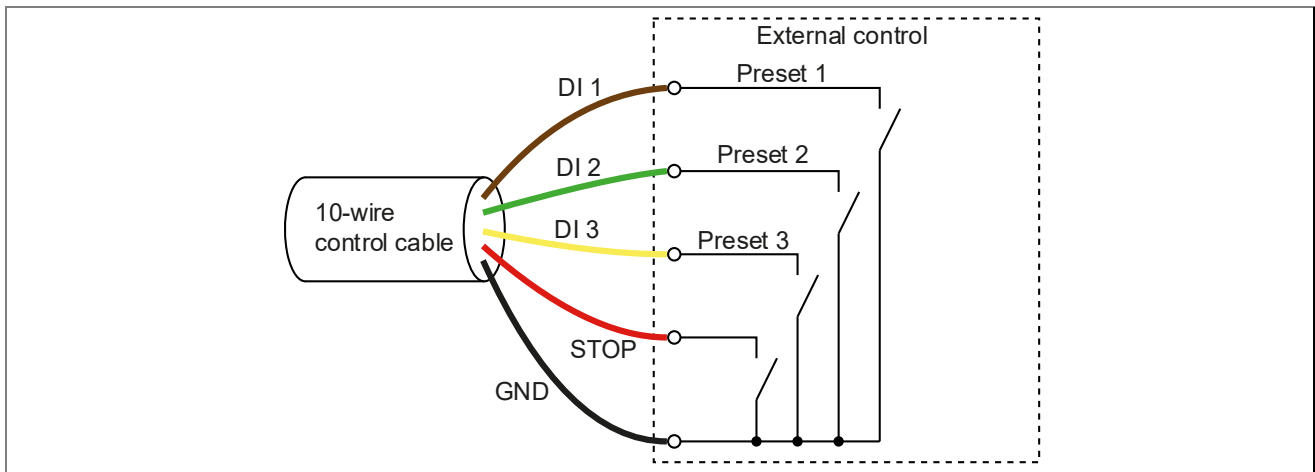 External control
DI 1
Preset 1
DI 2
Preset 2
10-wire
control cable
DI 3
Preset 3
STOP
GND